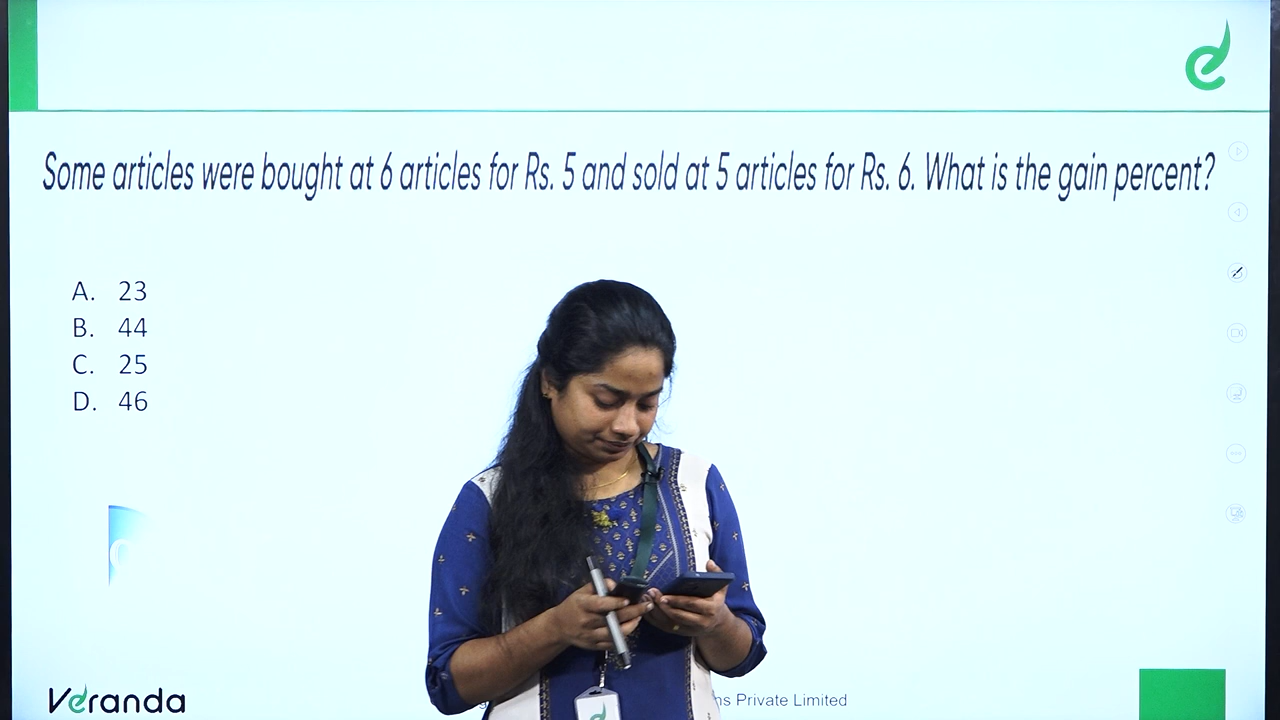 Some articles were bought at 6 articles for Rs. 5 and sold at 5 articles for Rs. 6. What is the gain percent?
A. 23
B. 44
C. 25
D. 46
Veranda
Private Limited